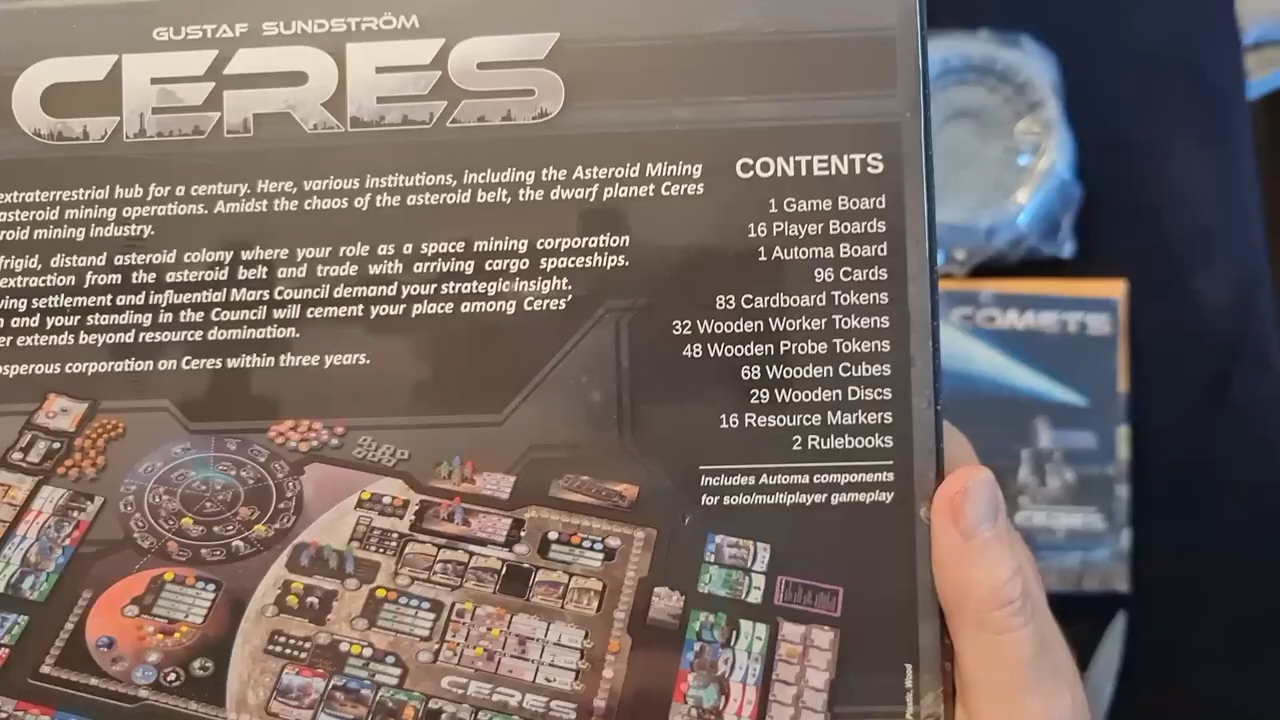 GUSTAF SUNDSTRÖM
CERES
extraterrestrial hub for a century. Here, various institutions, including the Asteroid Mining
asteroid mining operations. Amidst the chaos of the asteroid belt, the dwarf planet Ceres
roid mining industry.
frigid, distand asteroid colony where your role as a space mining corporation
extraction from the asteroid belt and trade with arriving cargo spaceships.
ving settlement and influential Mars Council demand your strategic insight.
n and your standing in the Council will cement your place among Ceres'
er extends beyond resource domination.
osperous corporation on Ceres within three years.
CONTENTS
1 Game Board
16 Player Boards
1 Automa Board
96 Cards
83 Cardboard Tokens
32 Wooden Worker Tokens
48 Wooden Probe Tokens
68 Wooden Cubes
29 Wooden Discs
16 Resource Markers
2 Rulebooks
Includes Automa components
for solo/multiplayer gameplay
CERES
Plastic, Wood
COMETS
CERES